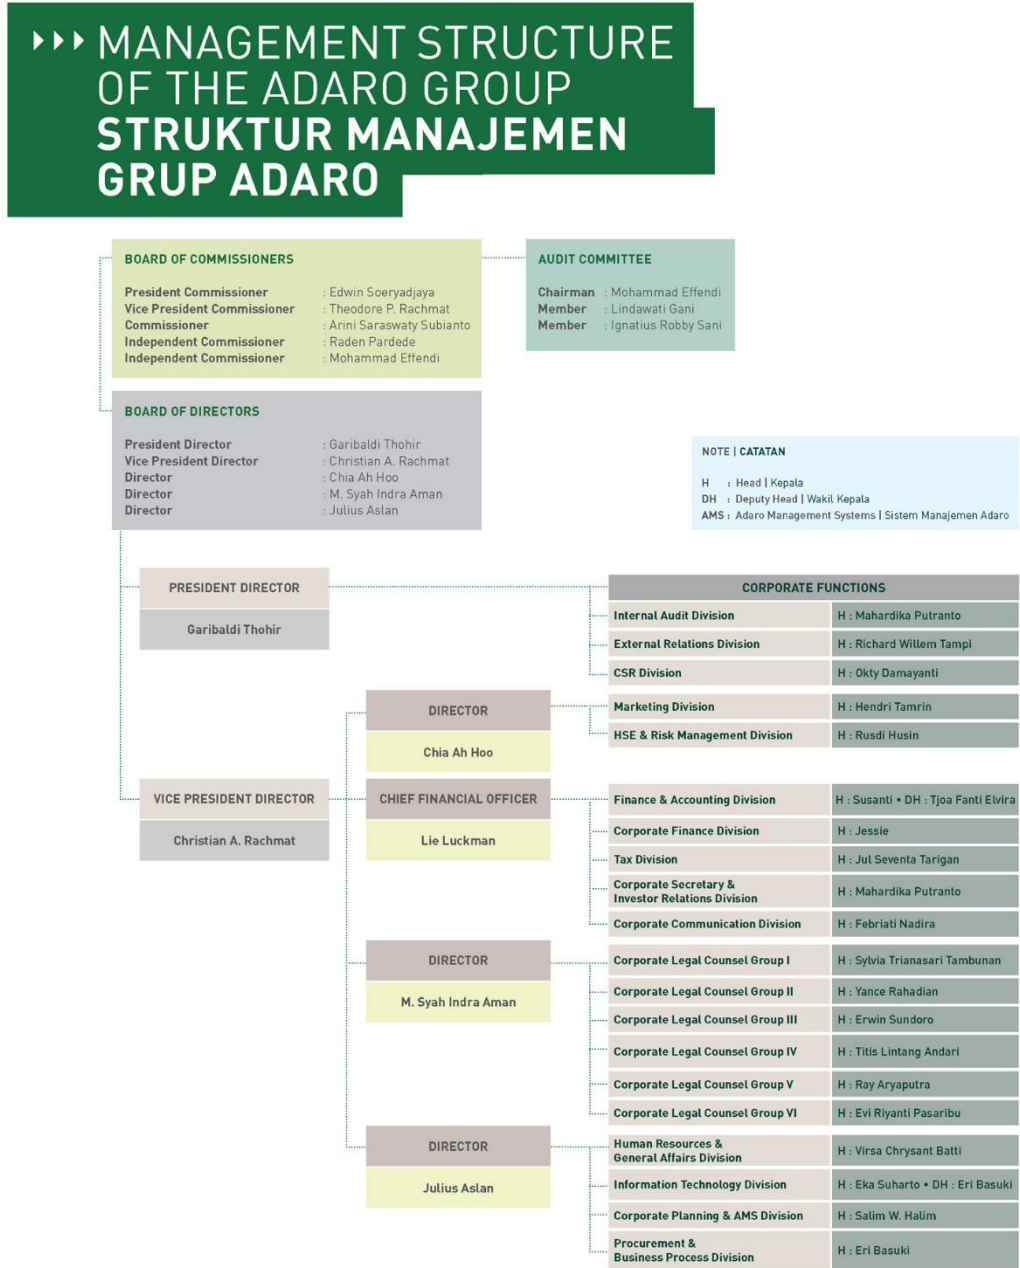 MANAGEMENT STRUCTURE
OF THE ADARO GROUP
STRUKTUR MANAJEMEN
GRUP ADARO
BOARD OF COMMISSIONERS
President Commissioner : Edwin Soeryadjaya
Vice President Commissioner : Theodore P. Rachmat
Commissioner : Arini Saraswaty Subianto
Independent Commissioner : Raden Pardede
Independent Commissioner : Mohammad Effendi
AUDIT COMMITTEE
Chairman : Mohammad Effendi
Member : Lindawati Gani
Member : Ignatius Robby Sani
BOARD OF DIRECTORS
President Director : Garibaldi Thohir
Vice President Director : Christian A. Rachmat
Director : Chia Ah Hoo
Director : M. Syah Indra Aman
Director : Julius Aslan
NOTE | CATATAN
H : Head | Kepala
DH : Deputy Head | Wakil Kepala
AMS : Adaro Management Systems | Sistem Manajemen Adaro
PRESIDENT DIRECTOR
Garibaldi Thohir
CORPORATE FUNCTIONS
Internal Audit Division H : Mahardika Putranto
External Relations Division H : Richard Willem Tampi
CSR Division H : Okty Damayanti
DIRECTOR
Chia Ah Hoo
Marketing Division H : Hendri Tamrin
HSE & Risk Management Division H : Rusdi Husin
VICE PRESIDENT DIRECTOR
Christian A. Rachmat
CHIEF FINANCIAL OFFICER
Lie Luckman
Finance & Accounting Division H : Susanti • DH : Tjoa Fanti Elvira
Corporate Finance Division H : Jessie
Tax Division H : Jul Seventa Tarigan
Corporate Secretary &
Investor Relations Division H : Mahardika Putranto
Corporate Communication Division H : Febriati Nadira
DIRECTOR
M. Syah Indra Aman
Corporate Legal Counsel Group I H : Sylvia Trianasari Tambunan
Corporate Legal Counsel Group II H : Yance Rahadian
Corporate Legal Counsel Group III H : Erwin Sundoro
Corporate Legal Counsel Group IV H : Titis Lintang Andari
Corporate Legal Counsel Group V H : Ray Aryaputra
Corporate Legal Counsel Group VI H : Evi Riyanti Pasaribu
DIRECTOR
Julius Aslan
Human Resources &
General Affairs Division H : Virsa Chrysant Batti
Information Technology Division H : Eka Suharto • DH : Eri Basuki
Corporate Planning & AMS Division H : Salim W. Halim
Procurement &
Business Process Division H : Eri Basuki